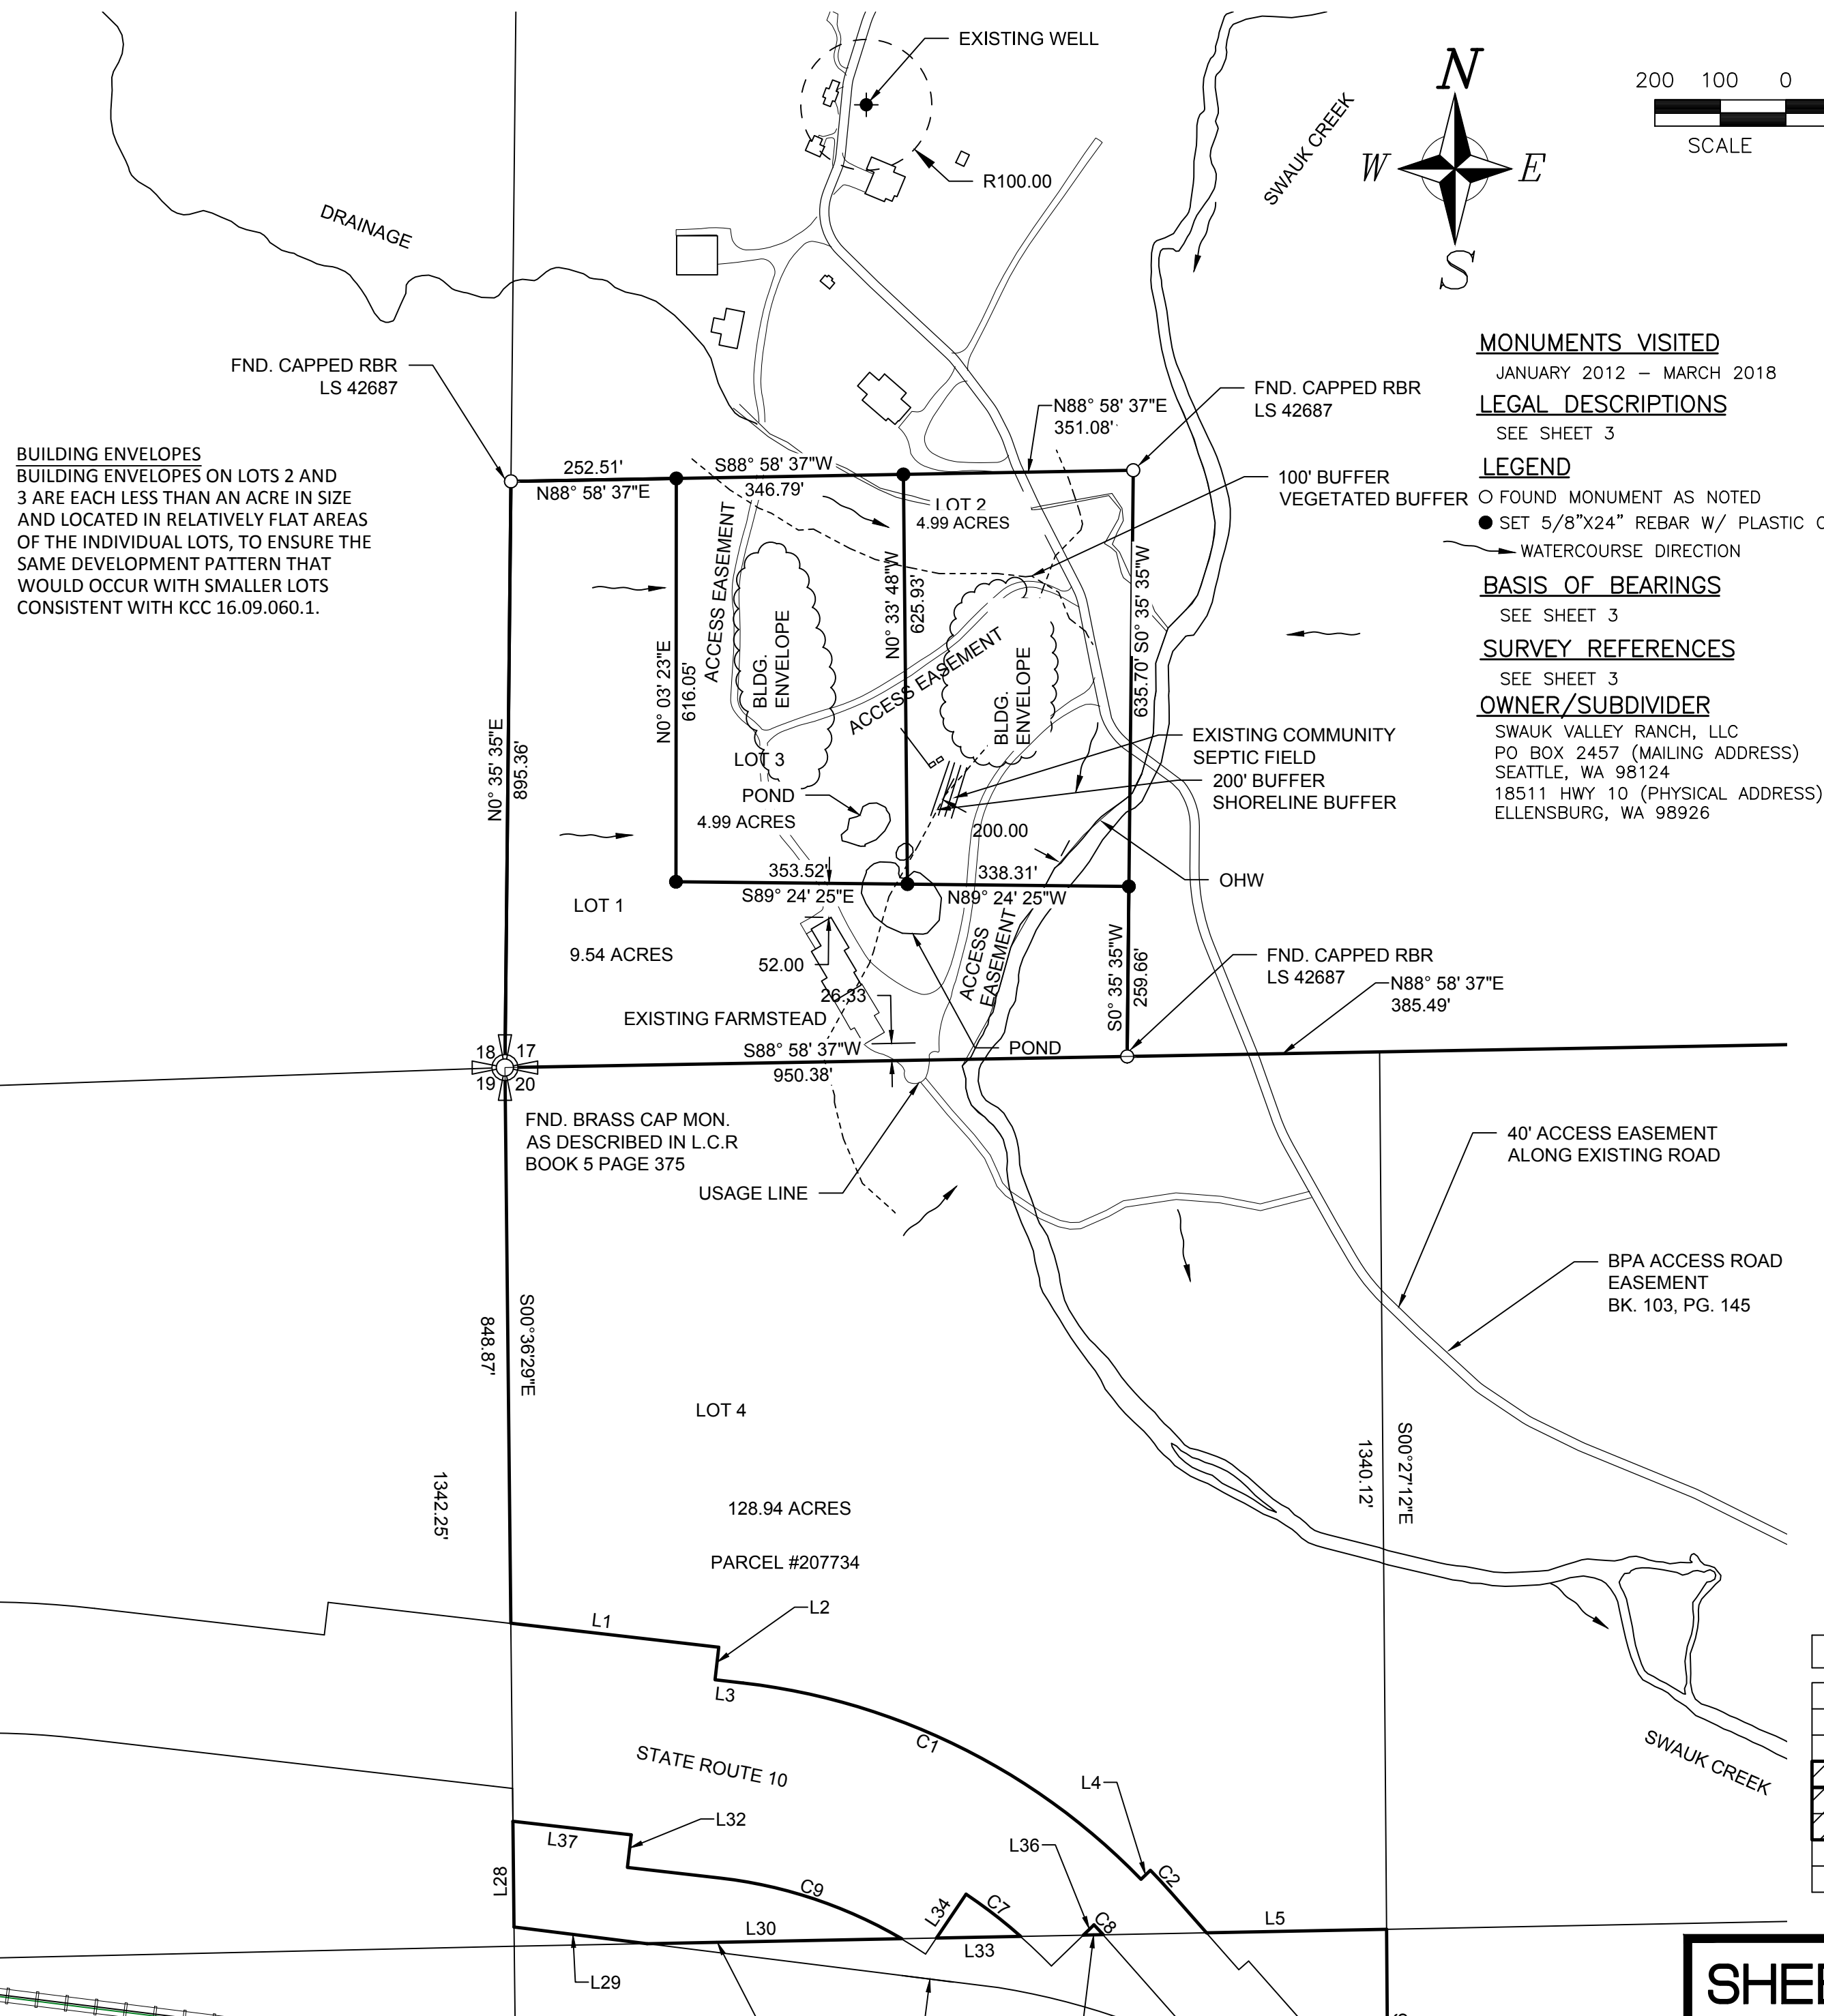 EXISTING WELL
R100.00
SWAUK CREEK
N
W
E
S
200 100 0
SCALE
DRAINAGE
FND. CAPPED RBR
LS 42687
BUILDING ENVELOPES
BUILDING ENVELOPES ON LOTS 2 AND
3 ARE EACH LESS THAN AN ACRE IN SIZE
AND LOCATED IN RELATIVELY FLAT AREAS
OF THE INDIVIDUAL LOTS, TO ENSURE THE
SAME DEVELOPMENT PATTERN THAT
WOULD OCCUR WITH SMALLER LOTS
CONSISTENT WITH KCC 16.09.060.1.
MONUMENTS VISITED
JANUARY 2012 – MARCH 2018
LEGAL DESCRIPTIONS
SEE SHEET 3
LEGEND
FOUND MONUMENT AS NOTED
SET 5/8"X24" REBAR W/ PLASTIC
WATERCOURSE DIRECTION
BASIS OF BEARINGS
SEE SHEET 3
SURVEY REFERENCES
SEE SHEET 3
OWNER/SUBDIVIDER
SWAUK VALLEY RANCH, LLC
PO BOX 2457 (MAILING ADDRESS)
SEATTLE, WA 98124
18511 HWY 10 (PHYSICAL ADDRESS)
ELLENSBURG, WA 98926
N88° 58' 37"E
351.08'
FND. CAPPED RBR
LS 42687
100' BUFFER
VEGETATED BUFFER
252.51'
N88° 58' 37"E
S88° 58' 37"W
346.79'
LOT 2
4.99 ACRES
ACCESS EASEMENT
BLDG.
ENVELOPE
N0° 33' 48"W
625.93'
ACCESS EASEMENT
BLDG.
ENVELOPE
635.70' S0° 35' 35"W
N0° 03' 23"E
616.05'
N0° 35' 35"E
895.36'
LOT 3
POND
4.99 ACRES
EXISTING COMMUNITY
SEPTIC FIELD
200' BUFFER
SHORELINE BUFFER
200.00
OHW
353.52'
S89° 24' 25"E
338.31'
N89° 24' 25"W
LOT 1
9.54 ACRES
52.00
26.33
EXISTING FARMSTEAD
ACCESS
EASEMENT
S0° 35' 35"W
259.66'
FND. CAPPED RBR
LS 42687
N88° 58' 37"E
385.49'
POND
S88° 58' 37"W
950.38'
18 17
19 20
FND. BRASS CAP MON.
AS DESCRIBED IN L.C.R
BOOK 5 PAGE 375
USAGE LINE
40' ACCESS EASEMENT
ALONG EXISTING ROAD
BPA ACCESS ROAD
EASEMENT
BK. 103, PG. 145
S00°36'29"E
848.87'
1342.25'
LOT 4
128.94 ACRES
PARCEL #207734
S00°27'12"E
1340.12'
L1
L2
L3
C1
STATE ROUTE 10
L4
C2
SWAUK CREEK
L37
L32
L36
L28
C9
L34
C7
C8
L5
L30
L33
L29